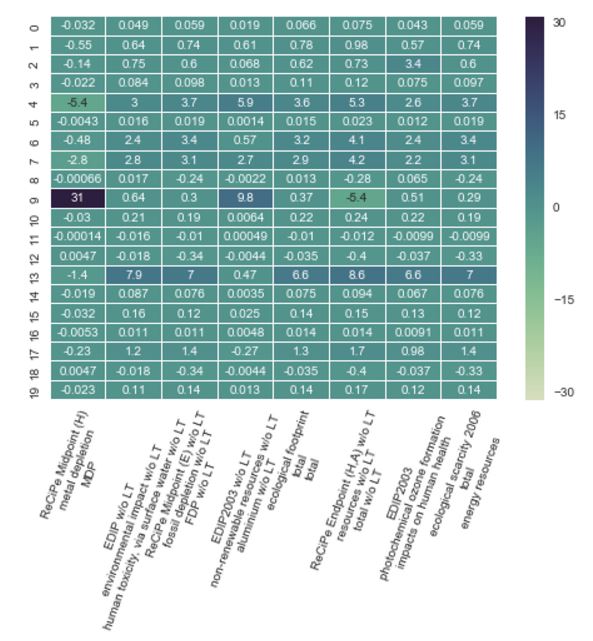 0 -0.032 0.049 0.059 0.019 0.066 0.075 0.043 0.059
1 -0.55 0.64 0.74 0.61 0.78 0.98 0.57 0.74
2 -0.14 0.75 0.6 0.068 0.62 0.73 3.4 0.6
3 -0.022 0.084 0.098 0.013 0.11 0.12 0.075 0.097
4 -5.4 3 3.7 5.9 3.6 5.3 2.6 3.7
5 -0.0043 0.016 0.019 0.0014 0.015 0.023 0.012 0.019
6 -0.48 2.4 3.4 0.57 3.2 4.1 2.4 3.4
7 -2.8 2.8 3.1 2.7 2.9 4.2 2.2 3.1
8 -0.00066 0.017 -0.24 -0.0022 0.013 -0.28 0.065 -0.24
9 31 0.64 0.3 9.8 0.37 -5.4 0.51 0.29
10 -0.03 0.21 0.19 0.0064 0.22 0.24 0.22 0.19
11 -0.00014 -0.016 -0.01 0.00049 -0.01 -0.012 -0.0099 -0.0099
12 0.0047 -0.018 -0.34 -0.0044 -0.035 -0.4 -0.037 -0.33
13 -1.4 7.9 7 0.47 6.6 8.6 6.6 7
14 -0.019 0.087 0.076 0.0035 0.075 0.094 0.067 0.076
15 -0.032 0.16 0.12 0.025 0.14 0.15 0.13 0.12
16 -0.0053 0.011 0.011 0.0048 0.014 0.014 0.0091 0.011
17 -0.23 1.2 1.4 -0.27 1.3 1.7 0.98 1.4
18 0.0047 -0.018 -0.34 -0.0044 -0.035 -0.4 -0.037 -0.33
19 -0.023 0.11 0.14 0.013 0.14 0.17 0.12 0.14
30
15
0
−15
−30
ReCiPe Midpoint (H)
metal depletion
MDP
EDIP w/o LT
environmental impact w/o LT
human toxicity, via surface water w/o LT
ReCiPe Midpoint (E) w/o LT
fossil depletion w/o LT
FDP w/o LT
EDIP2003 w/o LT
non-renewable resources w/o LT
aluminium w/o LT
ecological footprint
total
total
ReCiPe Endpoint (H,A) w/o LT
resources w/o LT
total w/o LT
EDIP2003
photochemical ozone formation
impacts on human health
ecological scarcity 2006
total
energy resources